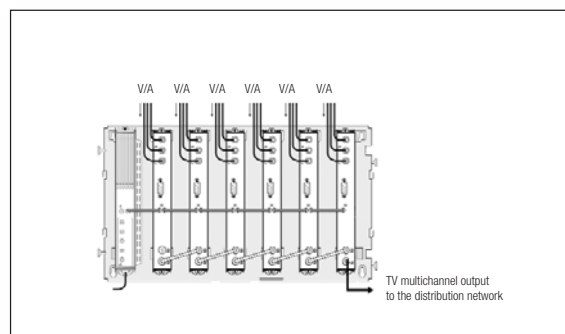 V/A V/A V/A V/A V/A V/A
TV multichannel output
to the distribution network